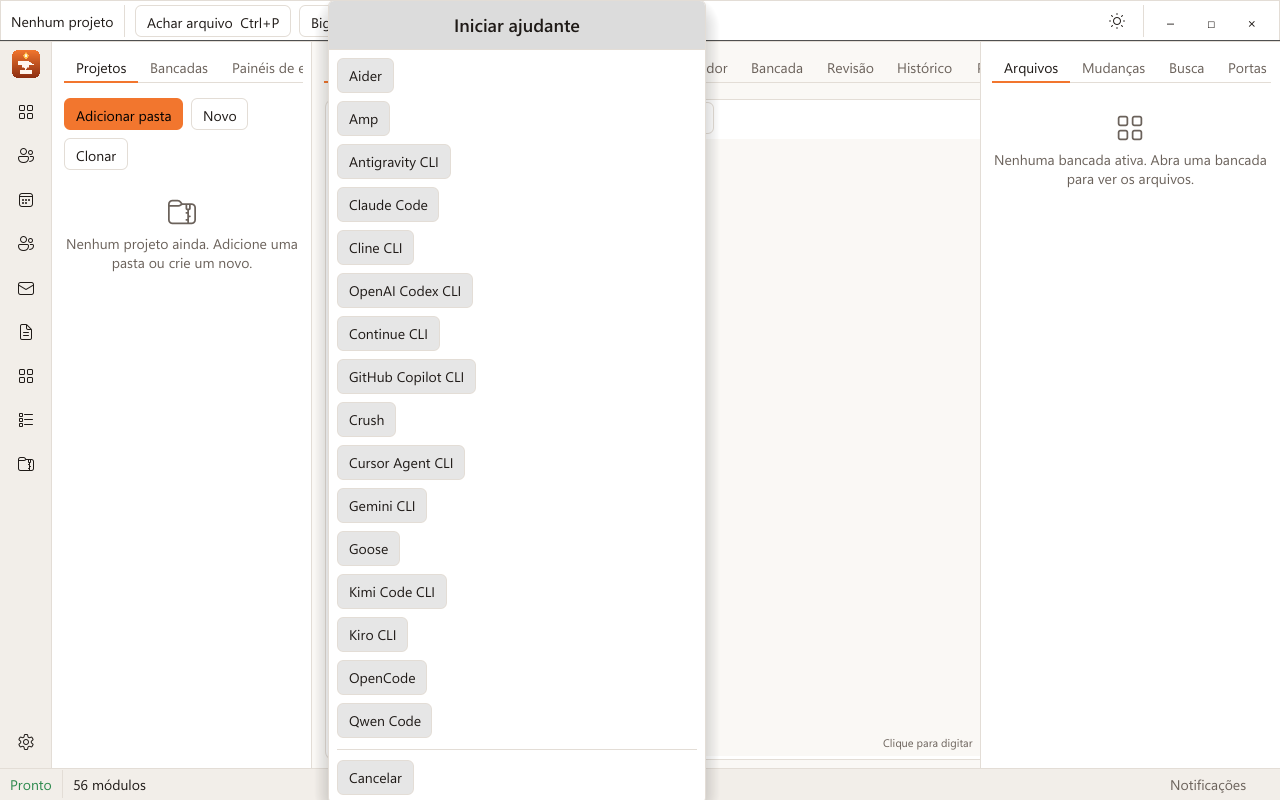 Nenhum projeto
Achar arquivo Ctrl+P
Big
Iniciar ajudante
Projetos
Bancadas
Painéis de e
dor
Bancada
Revisão
Histórico
Arquivos
Mudanças
Busca
Portas
Adicionar pasta
Novo
Clonar
Nenhum projeto ainda. Adicione uma
pasta ou crie um novo.
Aider
Amp
Antigravity CLI
Claude Code
Cline CLI
OpenAI Codex CLI
Continue CLI
GitHub Copilot CLI
Crush
Cursor Agent CLI
Gemini CLI
Goose
Kimi Code CLI
Kiro CLI
OpenCode
Qwen Code
Cancelar
Nenhuma bancada ativa. Abra uma bancada
para ver os arquivos.
Clique para digitar
Pronto
56 módulos
Notificações